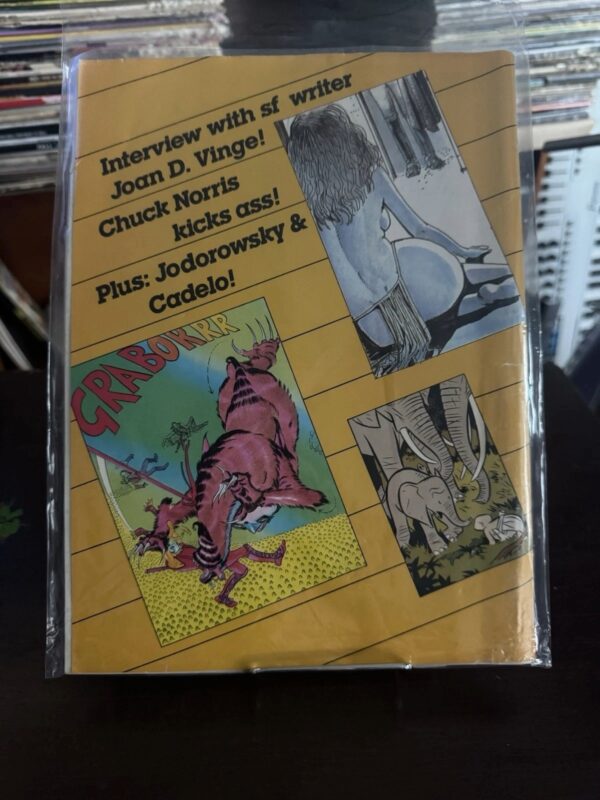 Interview with sf writer
Joan D. Vinge!
Chuck Norris
kicks ass!
Plus: Jodorowsky &
Cadelo!
GRABOKRR